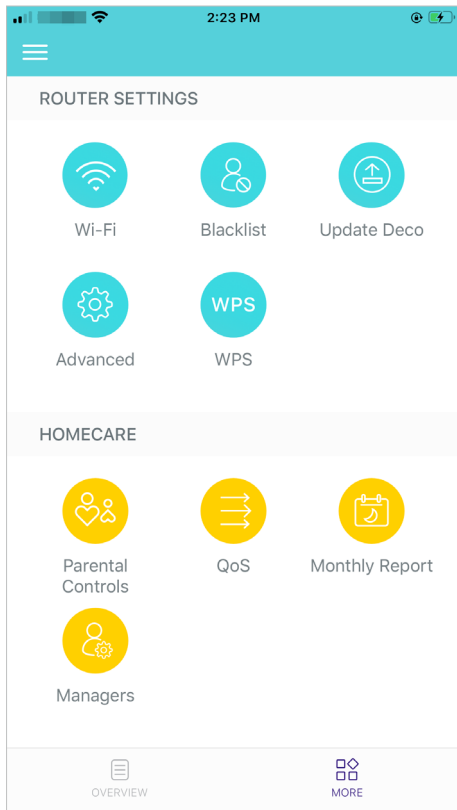 2:23 PM
ROUTER SETTINGS
Wi-Fi Blacklist Update Deco
WPS
Advanced WPS
HOMECARE
Parental Controls QoS Monthly Report
Managers
OVERVIEW MORE